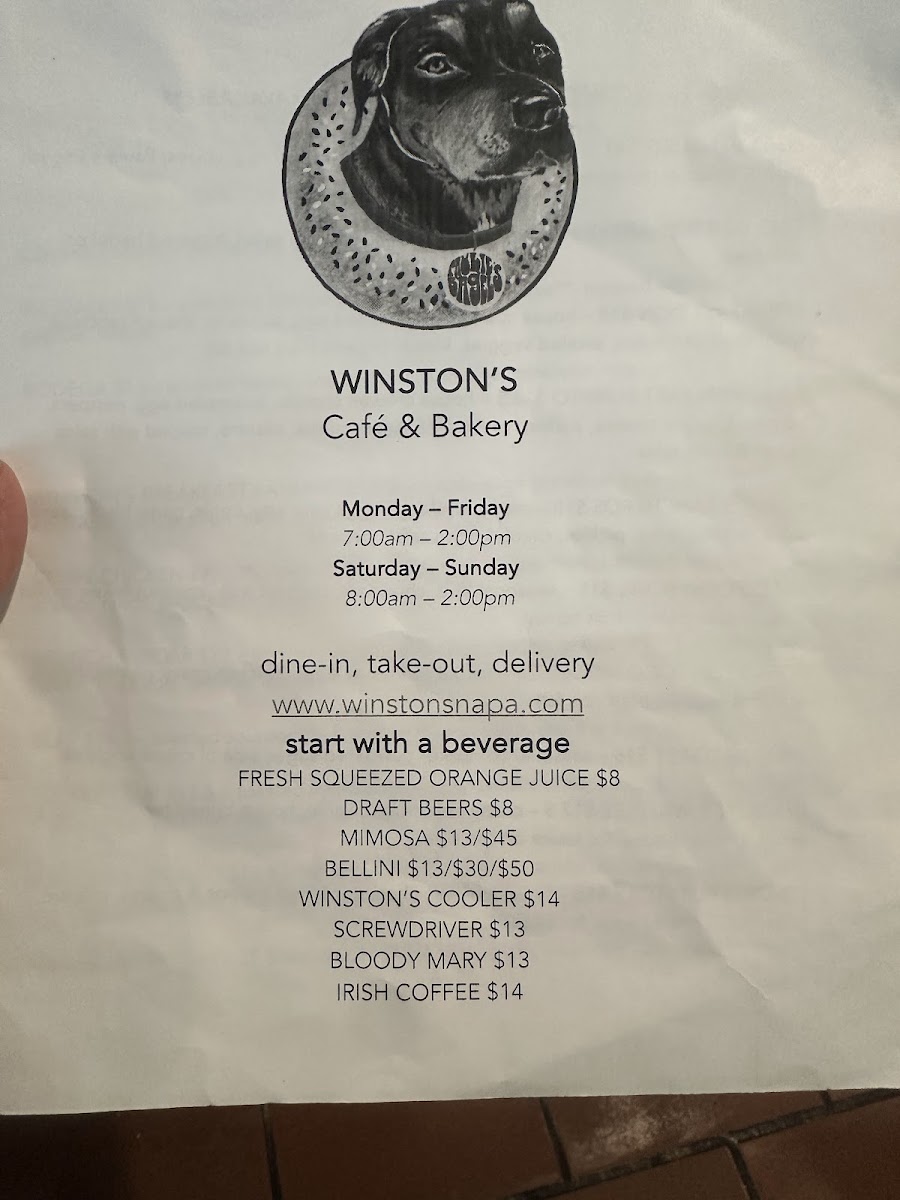 MOLLIE'S
BAGELS
WINSTON'S
Café & Bakery
Monday – Friday
7:00am – 2:00pm
Saturday – Sunday
8:00am – 2:00pm
dine-in, take-out, delivery
www.winstonsnapa.com
start with a beverage
FRESH SQUEEZED ORANGE JUICE $8
DRAFT BEERS $8
MIMOSA $13/$45
BELLINI $13/$30/$50
WINSTON'S COOLER $14
SCREWDRIVER $13
BLOODY MARY $13
IRISH COFFEE $14